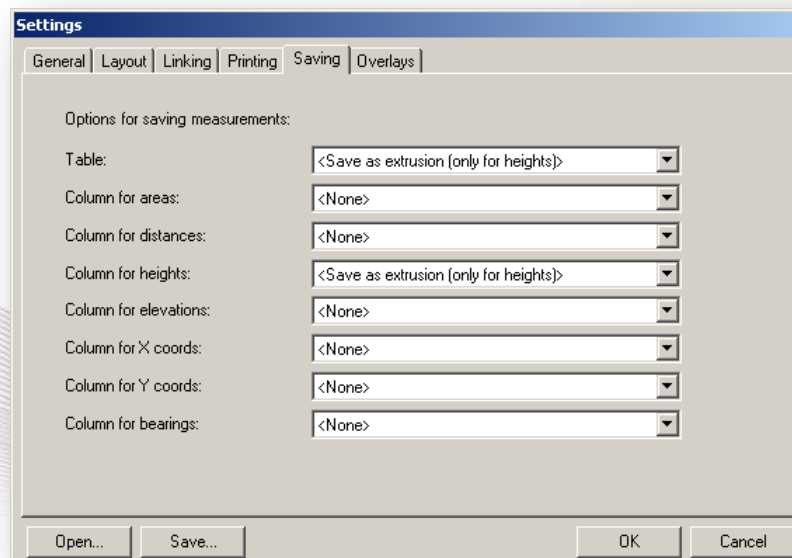 Settings
General Layout Linking Printing Saving Overlays
Options for saving measurements:
Table: <Save as extrusion (only for heights)>
Column for areas: <None>
Column for distances: <None>
Column for heights: <Save as extrusion (only for heights)>
Column for elevations: <None>
Column for X coords: <None>
Column for Y coords: <None>
Column for bearings: <None>
Open... Save... OK Cancel